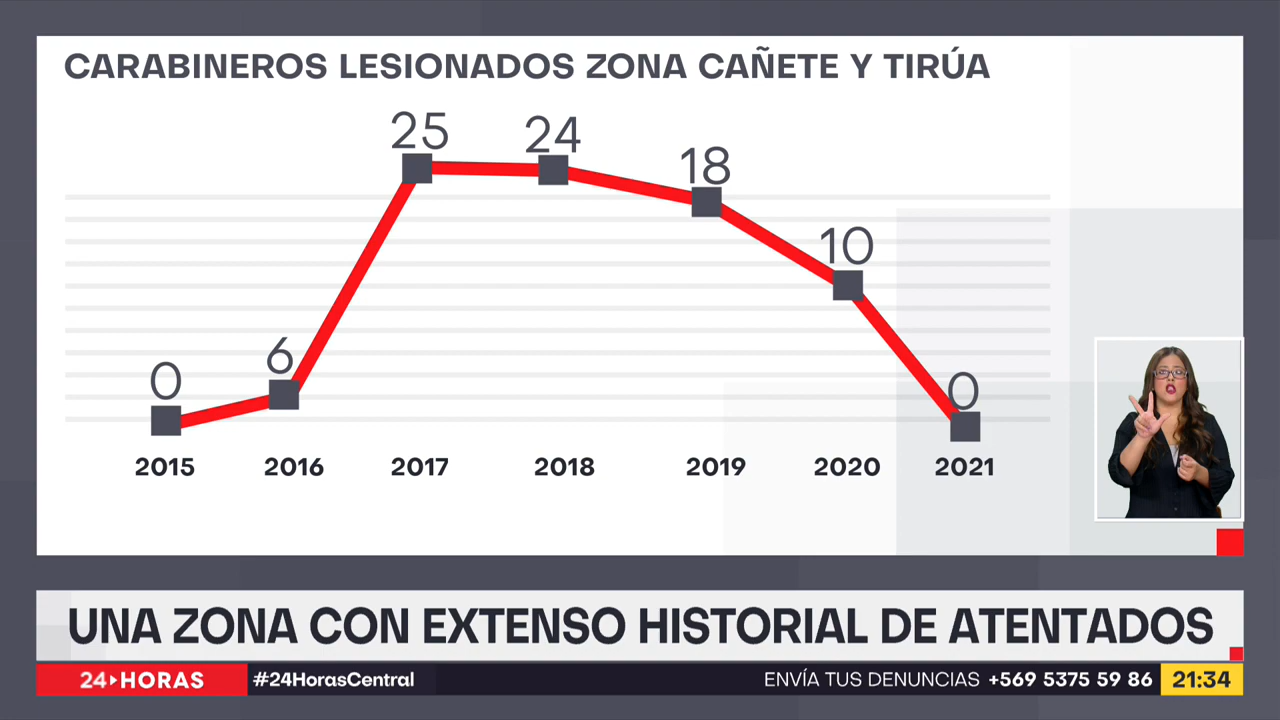 CARABINEROS LESIONADOS ZONA CAÑETE Y TIRÚA
25
24
18
10
6
0
0
2015 2016 2017 2018 2019 2020 2021
UNA ZONA CON EXTENSO HISTORIAL DE ATENTADOS
24 HORAS #24HorasCentral ENVÍA TUS DENUNCIAS +569 5375 59 86 21:34